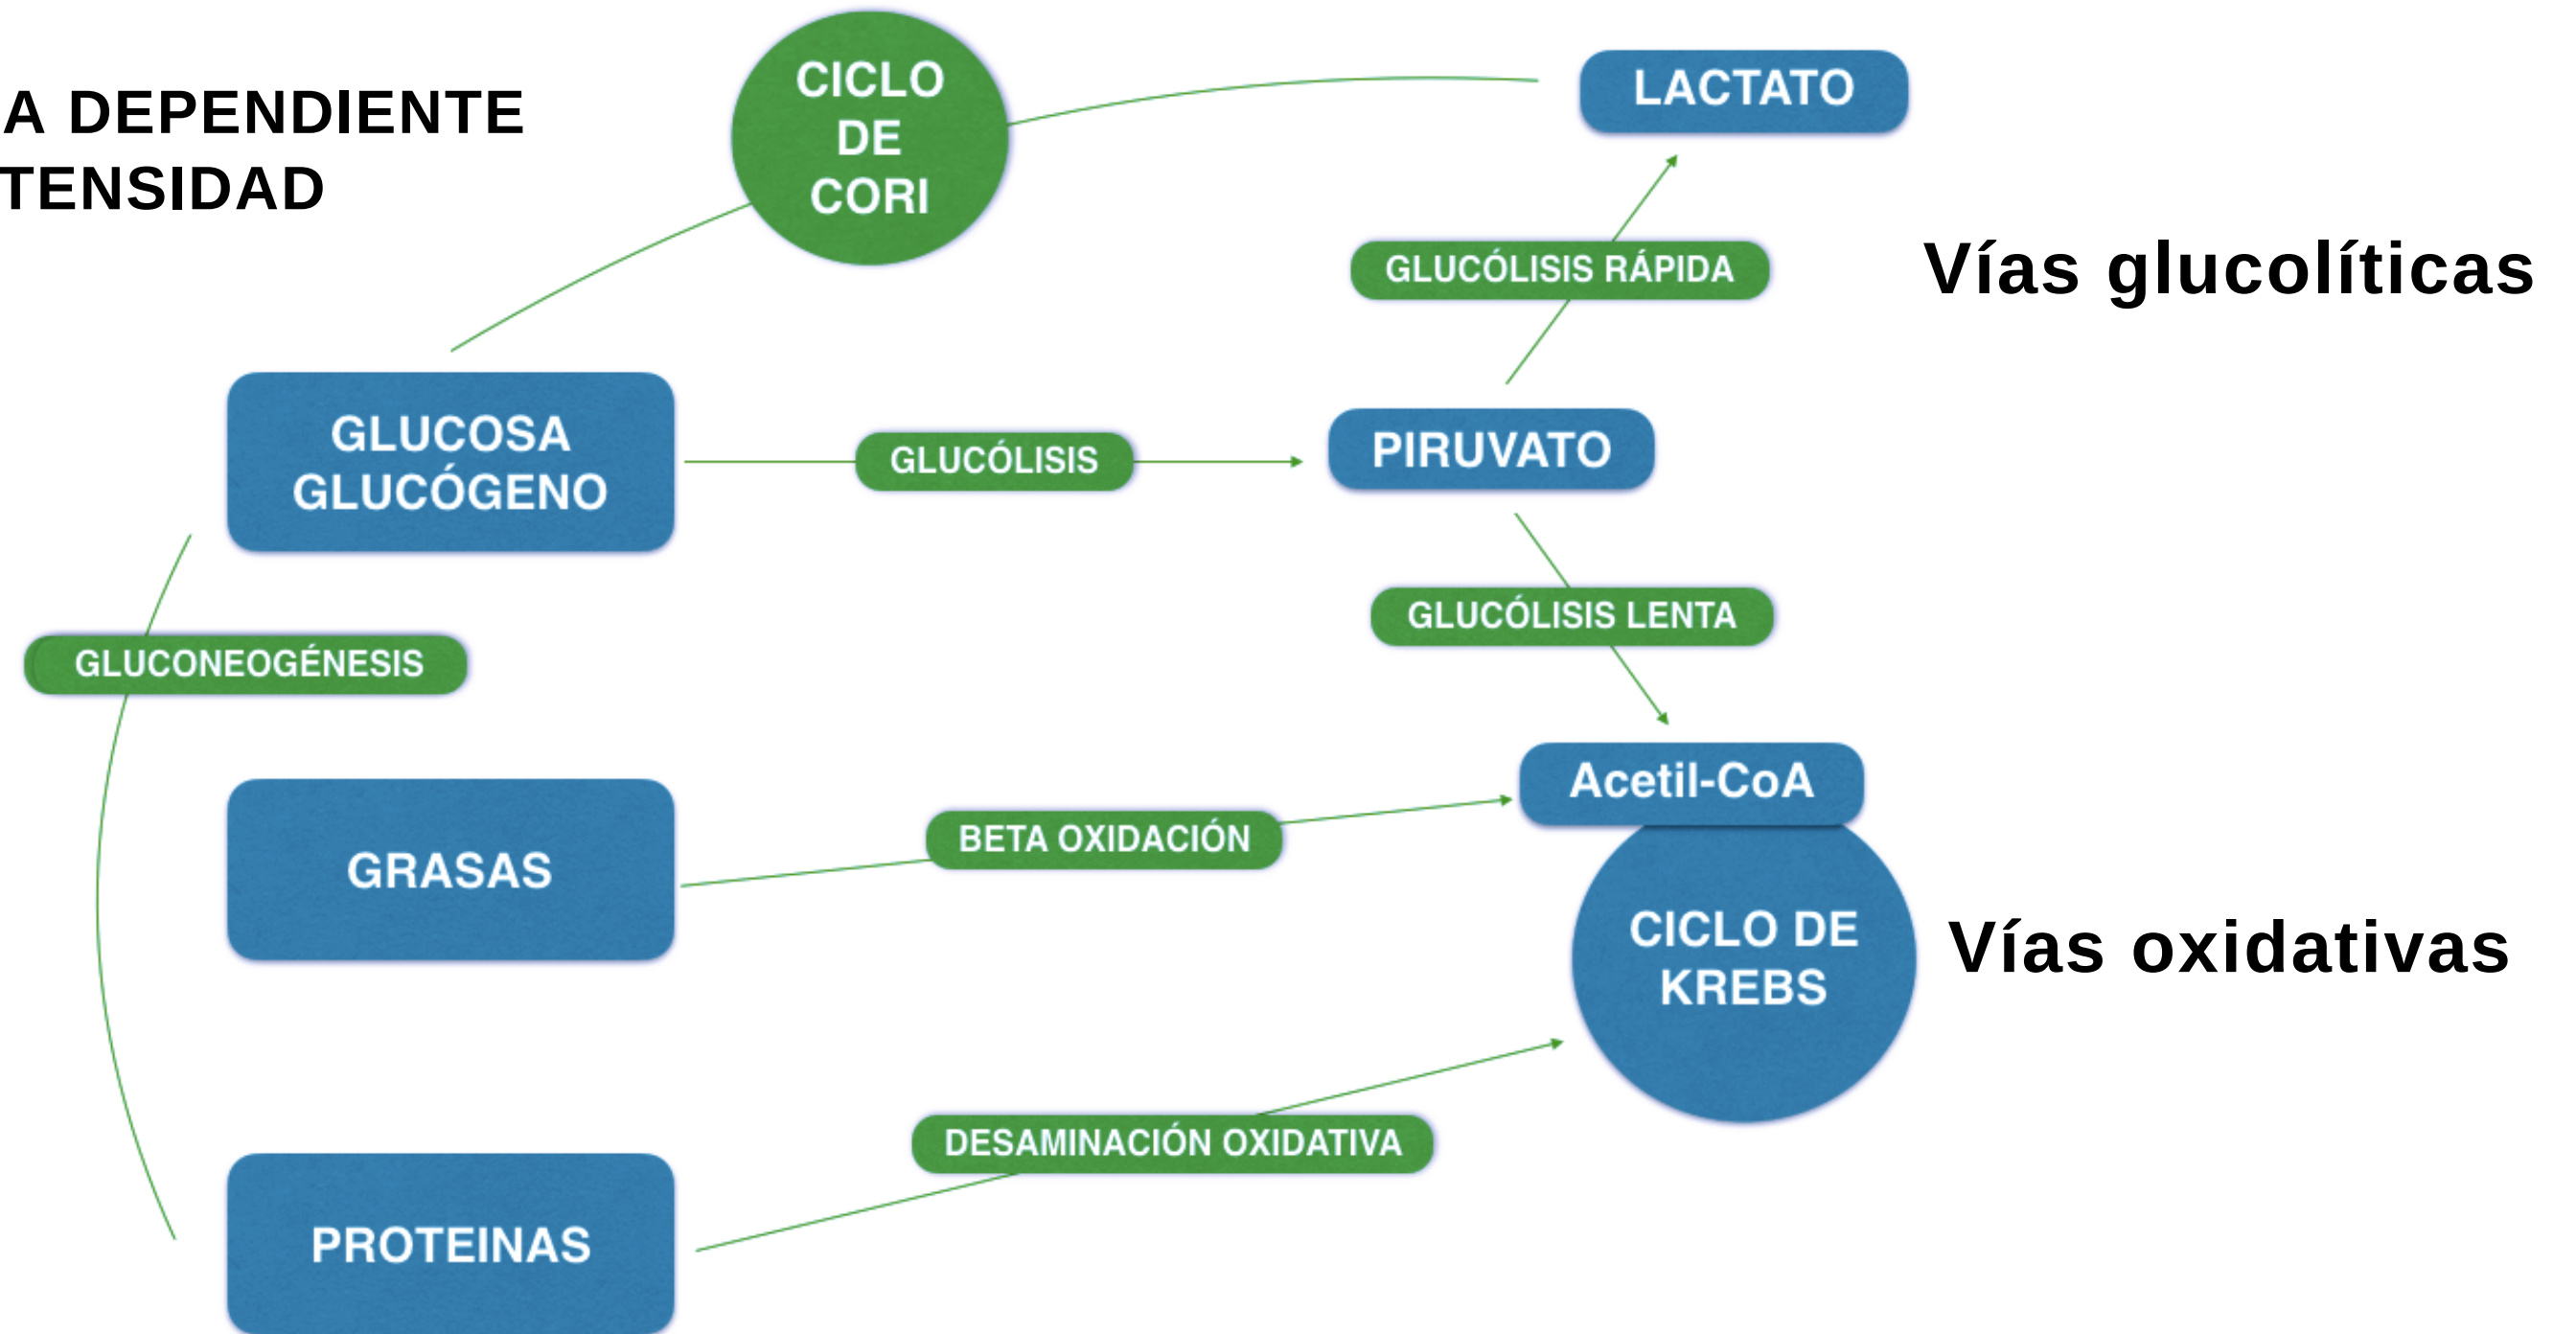 A DEPENDIENTE
TENSIDAD
CICLO
DE
CORI
LACTATO
GLUCÓLISIS RÁPIDA
Vías glucolíticas
GLUCOSA
GLUCÓGENO
GLUCÓLISIS
PIRUVATO
GLUCÓLISIS LENTA
GLUCONEOGÉNESIS
Acetil-CoA
GRASAS
BETA OXIDACIÓN
CICLO DE
KREBS
Vías oxidativas
DESAMINACIÓN OXIDATIVA
PROTEINAS